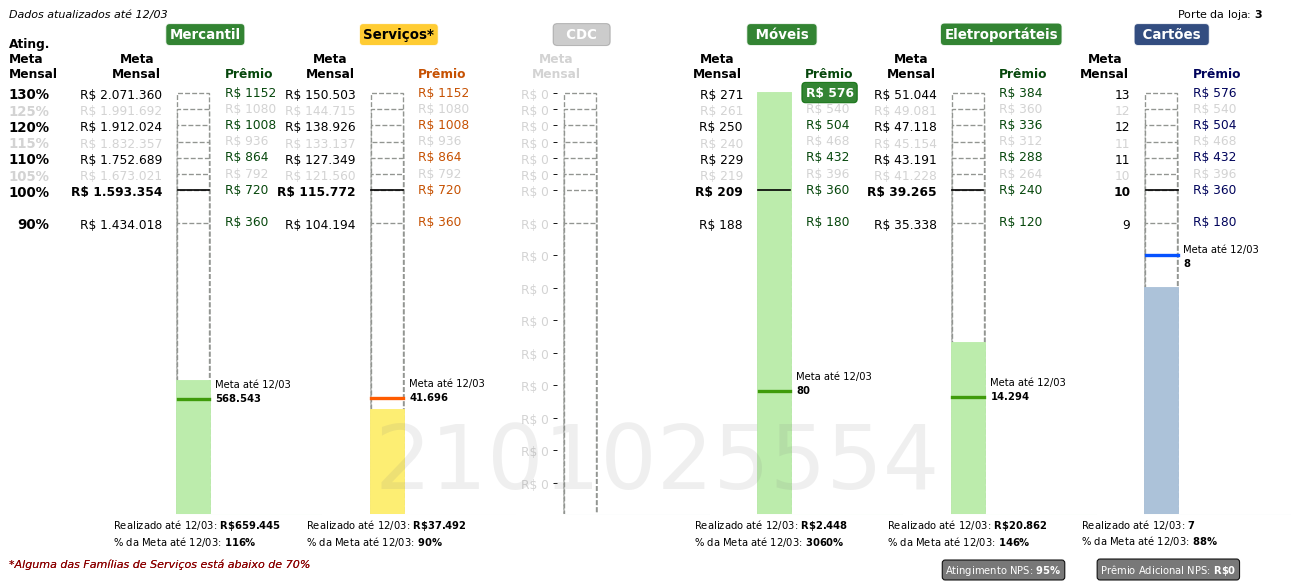 Dados atualizados até 12/03
Porte da loja: 3
Mercantil Serviços* CDC Móveis Eletroportáteis Cartões
Ating. Meta Mensal
Meta Mensal Prêmio Meta Mensal Prêmio Meta Mensal Meta Mensal Prêmio Meta Mensal Prêmio Meta Mensal Prêmio
130% R$ 2.071.360 R$ 1152 R$ 150.503 R$ 1152 R$ 0 R$ 271 R$ 576 R$ 51.044 R$ 384 13 R$ 576
125% R$ 1.991.692 R$ 1080 R$ 144.715 R$ 1080 R$ 0 R$ 261 R$ 540 R$ 49.081 R$ 360 12 R$ 540
120% R$ 1.912.024 R$ 1008 R$ 138.926 R$ 1008 R$ 0 R$ 250 R$ 504 R$ 47.118 R$ 336 12 R$ 504
115% R$ 1.832.357 R$ 936 R$ 133.137 R$ 936 R$ 0 R$ 240 R$ 468 R$ 45.154 R$ 312 11 R$ 468
110% R$ 1.752.689 R$ 864 R$ 127.349 R$ 864 R$ 0 R$ 229 R$ 432 R$ 43.191 R$ 288 11 R$ 432
105% R$ 1.673.021 R$ 792 R$ 121.560 R$ 792 R$ 0 R$ 219 R$ 396 R$ 41.228 R$ 264 10 R$ 396
100% R$ 1.593.354 R$ 720 R$ 115.772 R$ 720 R$ 0 R$ 209 R$ 360 R$ 39.265 R$ 240 10 R$ 360
90% R$ 1.434.018 R$ 360 R$ 104.194 R$ 360 R$ 0 R$ 188 R$ 180 R$ 35.338 R$ 120 9 R$ 180
R$ 0
Meta até 12/03
8
R$ 0
R$ 0
R$ 0
R$ 0
Meta até 12/03 Meta até 12/03 Meta até 12/03 Meta até 12/03
568.543 41.696 80 14.294
R$ 0
R$ 0
R$ 0
2101025554
Realizado até 12/03: R$659.445 Realizado até 12/03: R$37.492 Realizado até 12/03: R$2.448 Realizado até 12/03: R$20.862 Realizado até 12/03: 7
% da Meta até 12/03: 116% % da Meta até 12/03: 90% % da Meta até 12/03: 3060% % da Meta até 12/03: 146% % da Meta até 12/03: 88%
*Alguma das Famílias de Serviços está abaixo de 70%
Atingimento NPS: 95% Prêmio Adicional NPS: R$0